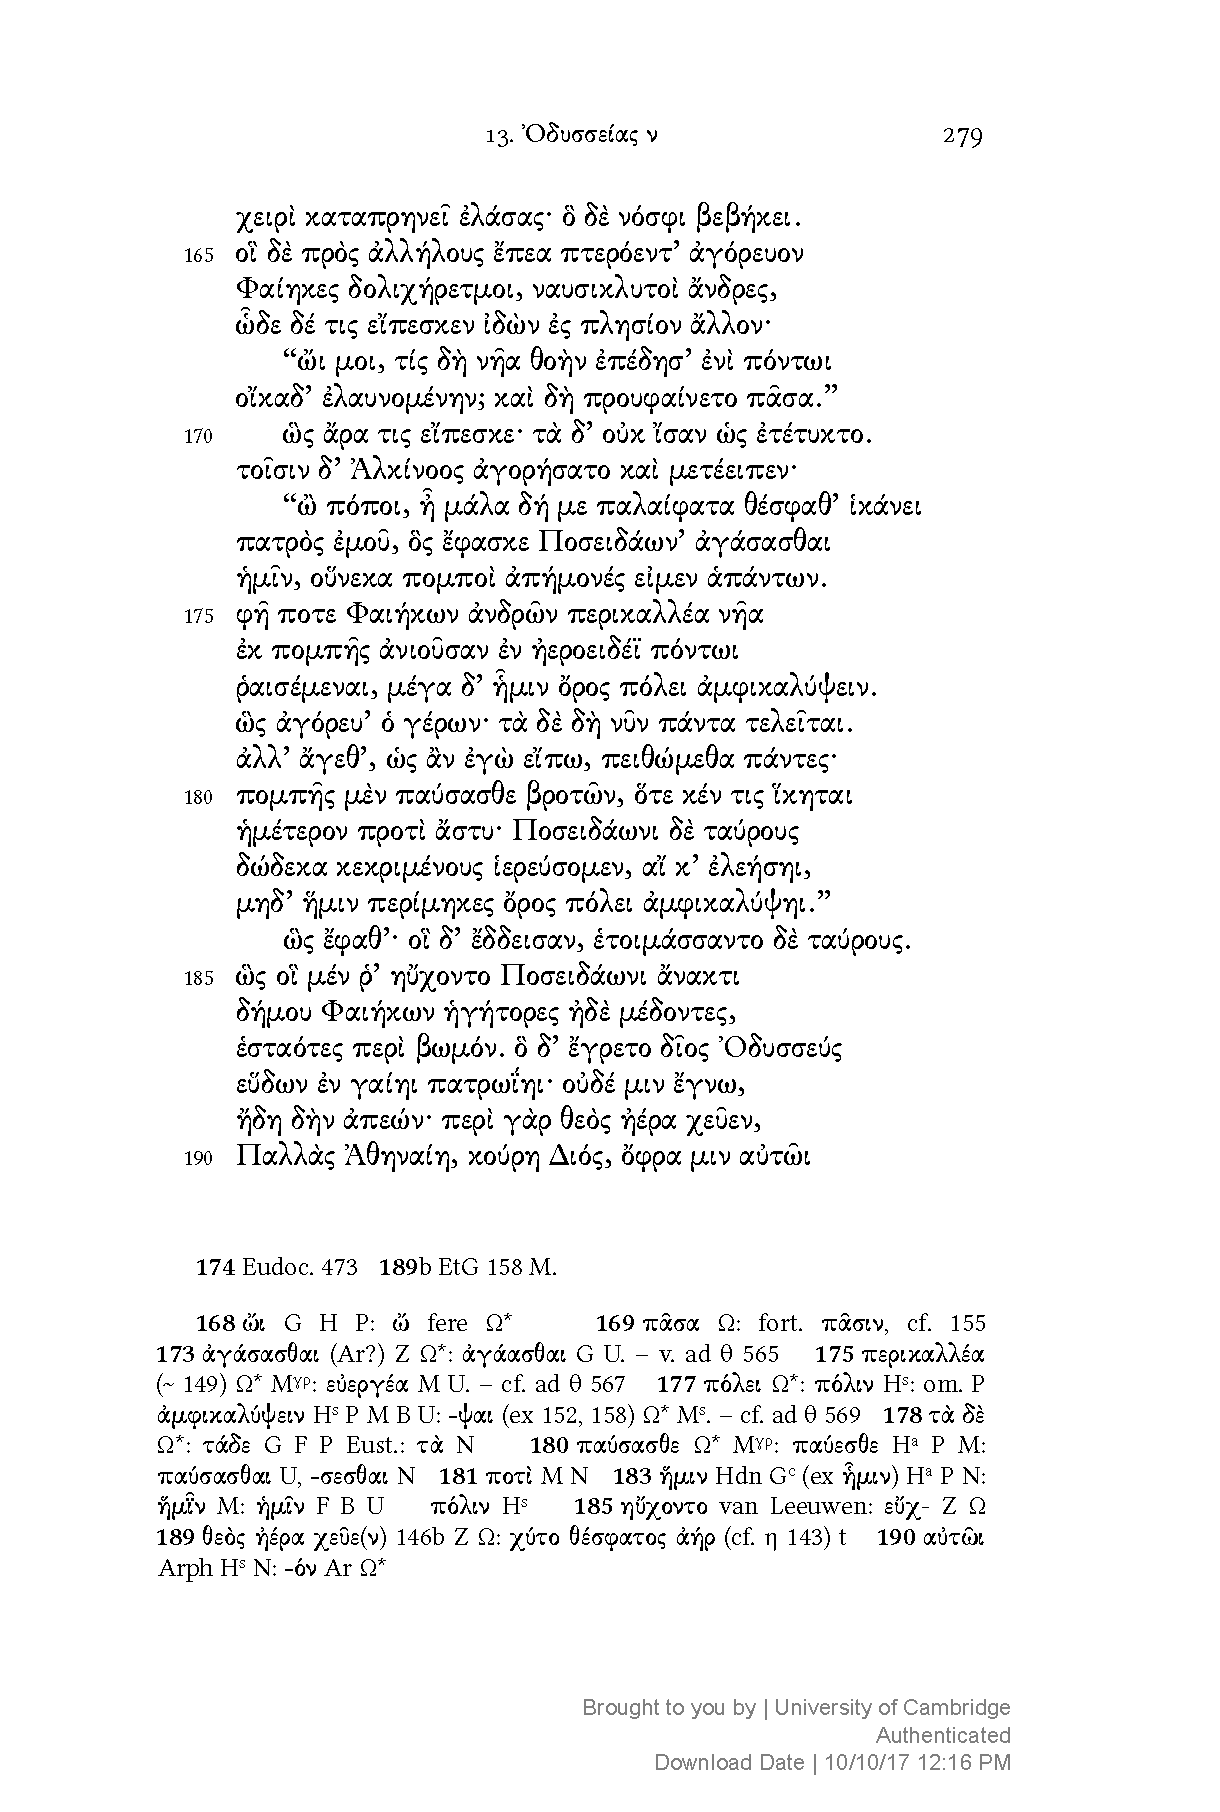 13. Ὀδυσσείας ν 279
χειρὶ καταπρηνεῖ ἐλάσας· ὃ δὲ νόσφι βεβήκει.
165 οἳ δὲ πρὸς ἀλλήλους ἔπεα πτερόεντ’ ἀγόρευον
Φαίηκες δολιχήρετμοι, ναυσικλυτοὶ ἄνδρες,
ὧδε δέ τις εἴπεσκεν ἰδὼν ἐς πλησίον ἄλλον·
“ὤι μοι, τίς δὴ νῆα θοὴν ἐπέδησ’ ἐνὶ πόντωι
οἴκαδ’ ἐλαυνομένην; καὶ δὴ προυφαίνετο πᾶσα.”
170 ὣς ἄρα τις εἴπεσκε· τὰ δ’ οὐκ ἴσαν ὡς ἐτέτυκτο.
τοῖσιν δ’ Ἀλκίνοος ἀγορήσατο καὶ μετέειπεν·
“ὢ πόποι, ἦ μάλα δή με παλαίφατα θέσφαθ’ ἱκάνει
πατρὸς ἐμοῦ, ὃς ἔφασκε Ποσειδάων’ ἀγάσασθαι
ἡμῖν, οὕνεκα πομποὶ ἀπήμονές εἰμεν ἁπάντων.
175 φῆ ποτε Φαιήκων ἀνδρῶν περικαλλέα νῆα
ἐκ πομπῆς ἀνιοῦσαν ἐν ἠεροειδέϊ πόντωι
ῥαισέμεναι, μέγα δ’ ἧμιν ὄρος πόλει ἀμφικαλύψειν.
ὣς ἀγόρευ’ ὁ γέρων· τὰ δὲ δὴ νῦν πάντα τελεῖται.
ἀλλ’ ἄγεθ’, ὡς ἂν ἐγὼ εἴπω, πειθώμεθα πάντες·
180 πομπῆς μὲν παύσασθε βροτῶν, ὅτε κέν τις ἵκηται
ἡμέτερον προτὶ ἄστυ· Ποσειδάωνι δὲ ταύρους
δώδεκα κεκριμένους ἱερεύσομεν, αἴ κ’ ἐλεήσηι,
μηδ’ ἥμιν περίμηκες ὄρος πόλει ἀμφικαλύψηι.”
ὣς ἔφαθ’· οἳ δ’ ἔδδεισαν, ἑτοιμάσσαντο δὲ ταύρους.
185 ὣς οἳ μέν ῥ’ ηὔχοντο Ποσειδάωνι ἄνακτι
δήμου Φαιήκων ἡγήτορες ἠδὲ μέδοντες,
ἑσταότες περὶ βωμόν. ὃ δ’ ἔγρετο δῖος Ὀδυσσεύς
εὕδων ἐν γαίηι πατρωΐηι· οὐδέ μιν ἔγνω,
ἤδη δὴν ἀπεών· περὶ γὰρ θεὸς ἠέρα χεῦεν,
190 Παλλὰς Ἀθηναίη, κούρη Διός, ὄφρα μιν αὐτῶι
174 Eudoc. 473 189b EtG 158 M.
168 ὤι G H P: ὤ fere Ω* 169 πᾶσα Ω: fort. πᾶσιν, cf. 155
173 ἀγάσασθαι (Ar?) Z Ω*: ἀγάασθαι G U. – v. ad θ 565 175 περικαλλέα
(~ 149) Ω* Mᵞᵖ: εὐεργέα M U. – cf. ad θ 567 177 πόλει Ω*: πόλιν Hˢ: om. P
ἀμφικαλύψειν Hˢ P M B U: -ψαι (ex 152, 158) Ω* Mˢ. – cf. ad θ 569 178 τὰ δὲ
Ω*: τάδε G F P Eust.: τὰ N 180 παύσασθε Ω* Mᵞᵖ: παύεσθε Hᵃ P M:
παύσασθαι U, -σεσθαι N 181 ποτὶ M N 183 ἥμιν Hdn Gᶜ (ex ἧμιν) Hᵃ P N:
ἥμῖν M: ἡμῖν F B U πόλιν Hˢ 185 ηὔχοντο van Leeuwen: εὔχ- Z Ω
189 θεὸς ἠέρα χεῦε(ν) 146b Z Ω: χύτο θέσφατος ἀήρ (cf. η 143) t 190 αὐτῶι
Arph Hˢ N: -όν Ar Ω*
Brought to you by | University of Cambridge
Authenticated
Download Date | 10/10/17 12:16 PM